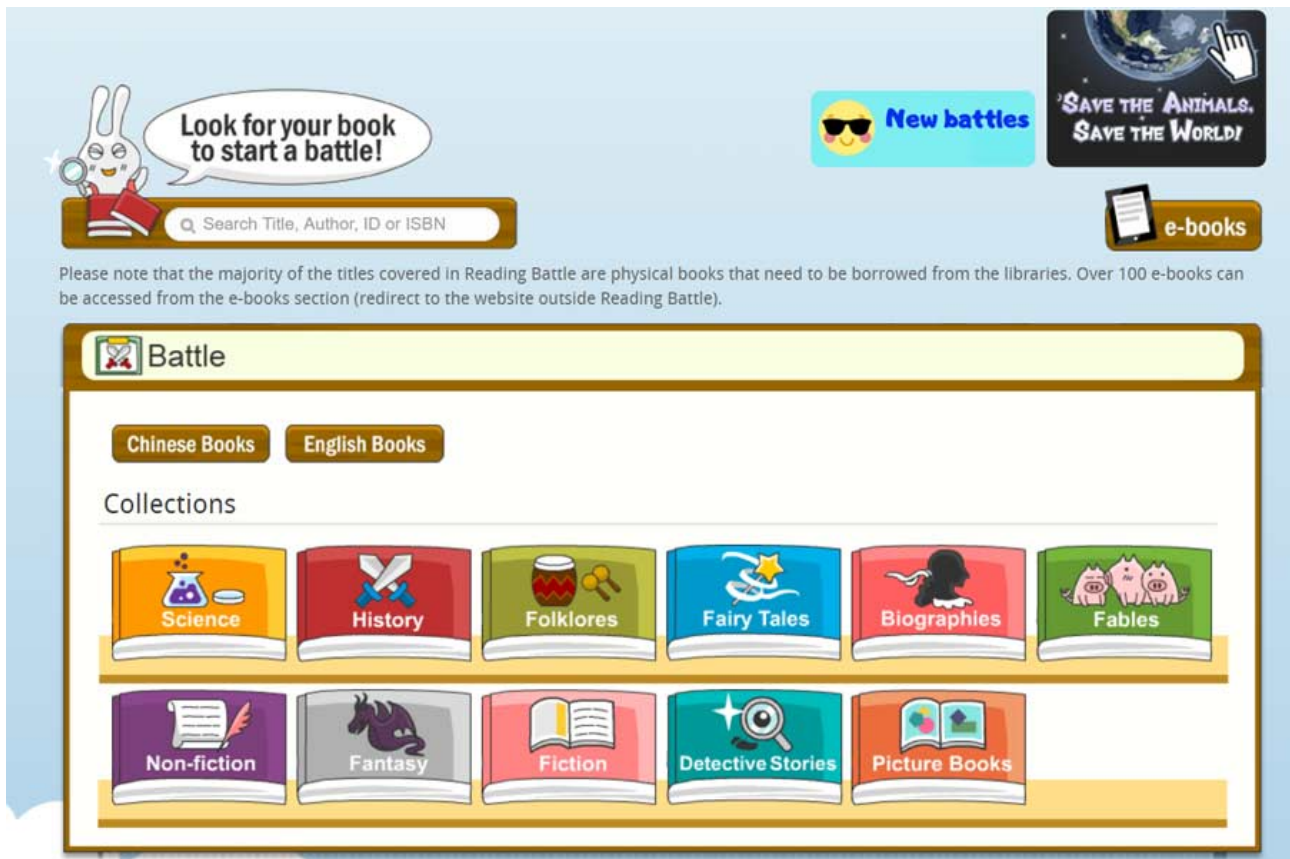 Look for your book
to start a battle!
New battles
SAVE THE ANIMALS,
SAVE THE WORLD!
Search Title, Author, ID or ISBN
e-books
Please note that the majority of the titles covered in Reading Battle are physical books that need to be borrowed from the libraries. Over 100 e-books can
be accessed from the e-books section (redirect to the website outside Reading Battle).
Battle
Chinese Books
English Books
Collections
Science
History
Folklores
Fairy Tales
Biographies
Fables
Non-fiction
Fantasy
Fiction
Detective Stories
Picture Books